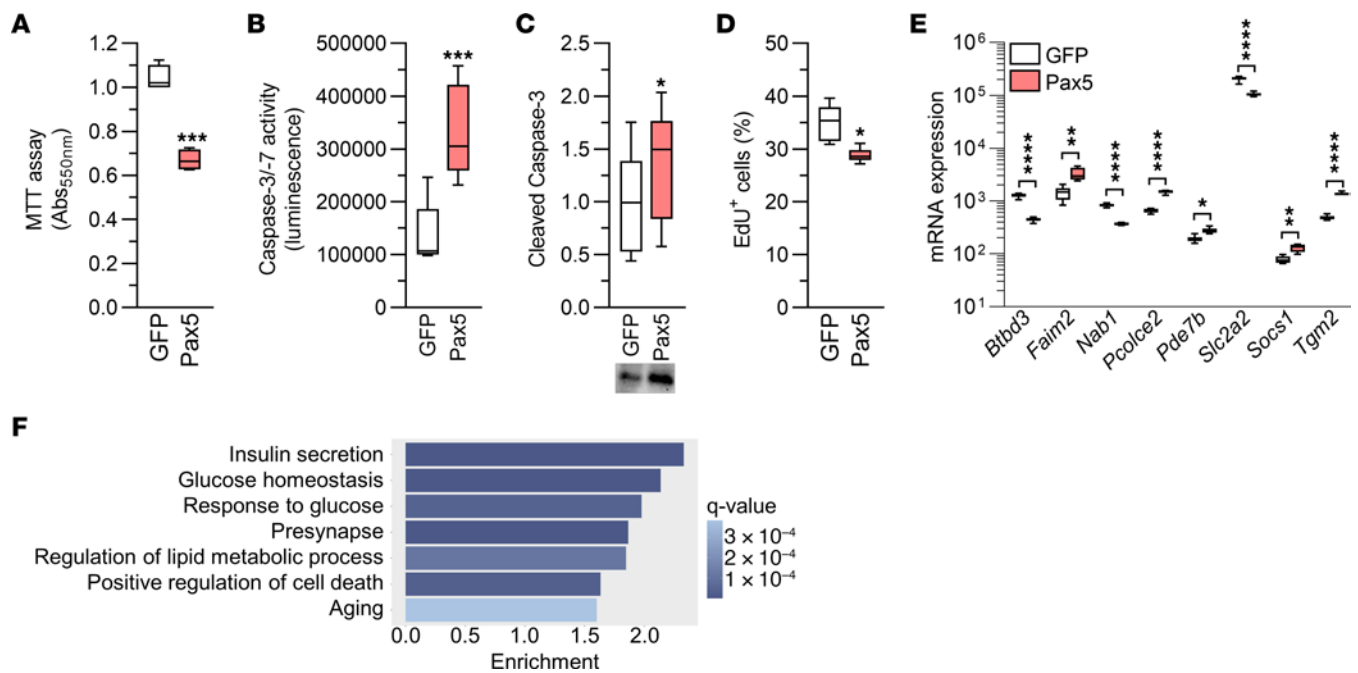 A
MTT assay
(Abs550nm)
1.2
1.0
0.8
0.6
0.4
0.2
0.0
***
GFP
Pax5
B
Caspase-3/-7 activity
(luminescence)
500000
400000
300000
200000
100000
0
***
GFP
Pax5
C
Cleaved Caspase-3
2.5
2.0
1.5
1.0
0.5
0.0
*
GFP
Pax5
D
EdU+ cells (%)
50
40
30
20
10
0
*
GFP
Pax5
E
mRNA expression
10^6
10^5
10^4
10^3
10^2
10^1
GFP
Pax5
****
**
****
****
*
****
**
****
Btbd3
Faim2
Nab1
Pcolce2
Pde7b
Slc2a2
Socs1
Tgm2
F
Insulin secretion
Glucose homeostasis
Response to glucose
Presynapse
Regulation of lipid metabolic process
Positive regulation of cell death
Aging
0.0 0.5 1.0 1.5 2.0
Enrichment
q-value
3 × 10^−4
2 × 10^−4
1 × 10^−4